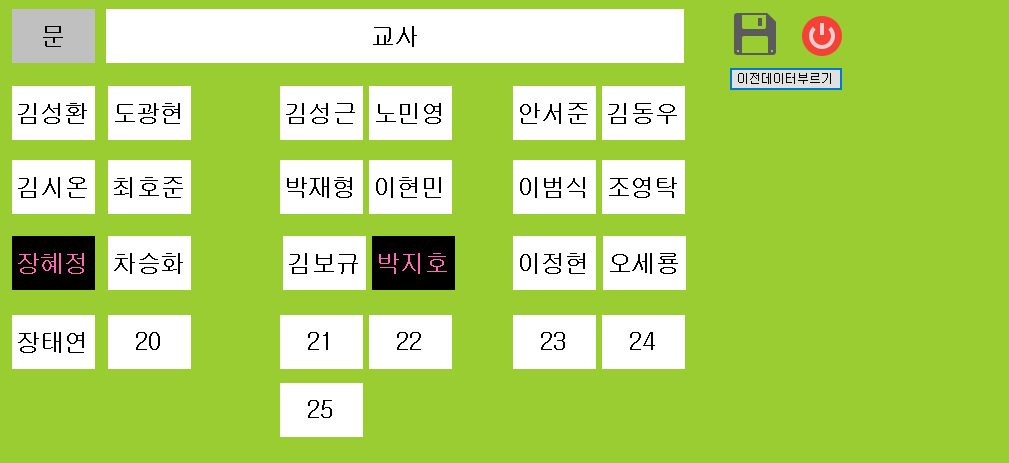 문 교사
이전데이터부르기
김성환 도광현 김성근 노민영 안서준 김동우
김시온 최호준 박재형 이현민 이범식 조영탁
장혜정 차승화 김보규 박지호 이정현 오세룡
장태연 20 21 22 23 24
25